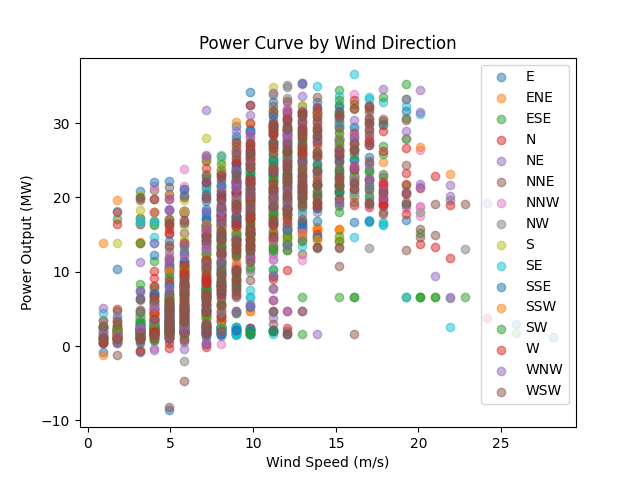 Power Curve by Wind Direction
Power Output (MW)
30
20
10
0
−10
0
5
10
15
20
25
Wind Speed (m/s)
E
ENE
ESE
N
NE
NNE
NNW
NW
S
SE
SSE
SSW
SW
W
WNW
WSW